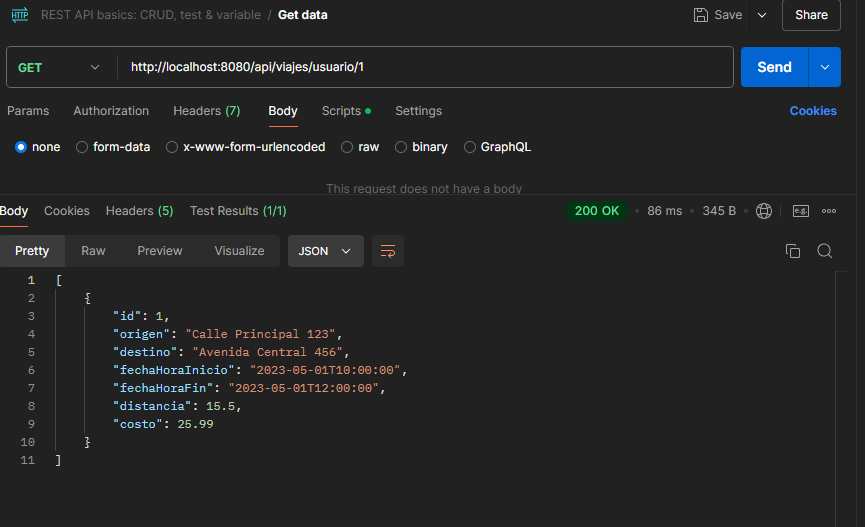 HTTP REST API basics: CRUD, test & variable / Get data Save Share
GET http://localhost:8080/api/viajes/usuario/1 Send
Params Authorization Headers (7) Body Scripts Settings Cookies
none form-data x-www-form-urlencoded raw binary GraphQL
This request does not have a body
Body Cookies Headers (5) Test Results (1/1) 200 OK 86 ms 345 B e.g.
Pretty Raw Preview Visualize JSON
1 [
2 {
3 "id": 1,
4 "origen": "Calle Principal 123",
5 "destino": "Avenida Central 456",
6 "fechaHoraInicio": "2023-05-01T10:00:00",
7 "fechaHoraFin": "2023-05-01T12:00:00",
8 "distancia": 15.5,
9 "costo": 25.99
10 }
11 ]